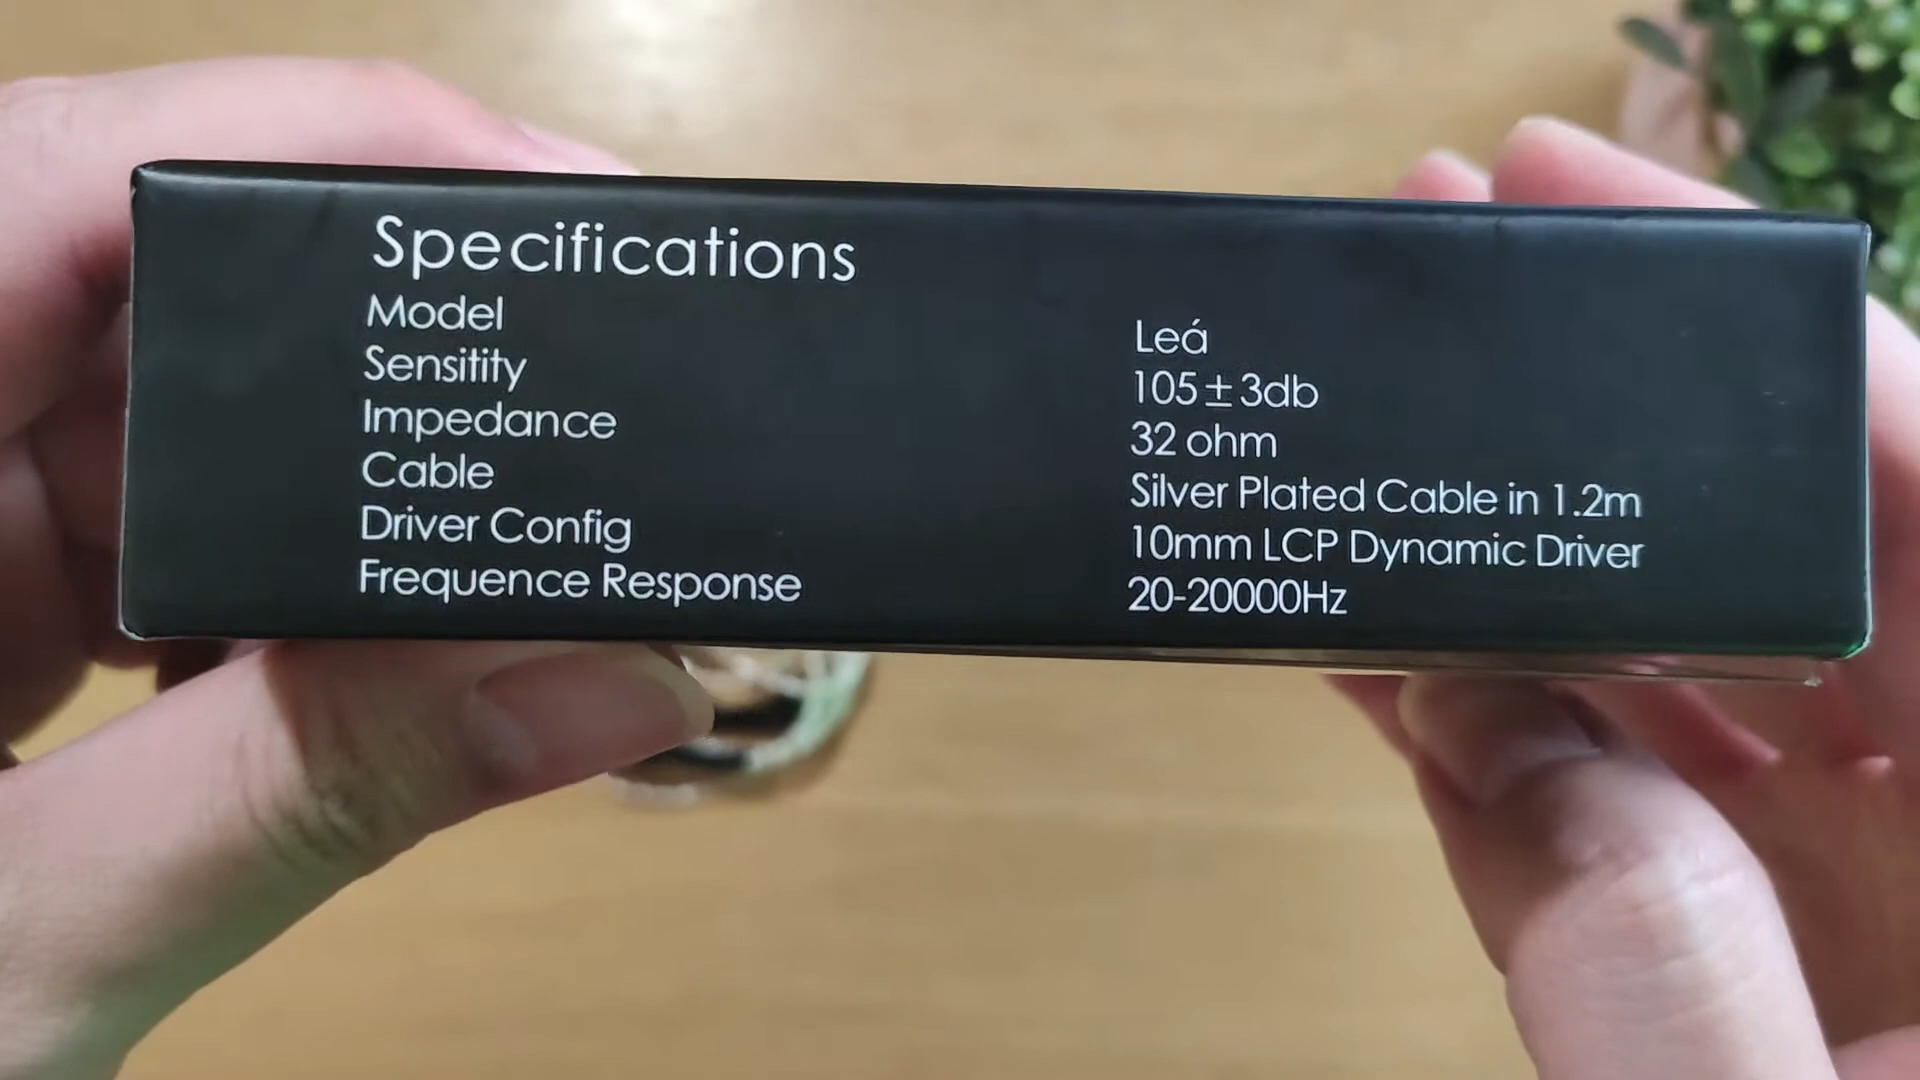 Specifications
Model Leá
Sensitity 105±3db
Impedance 32 ohm
Cable Silver Plated Cable in 1.2m
Driver Config 10mm LCP Dynamic Driver
Frequence Response 20-20000Hz